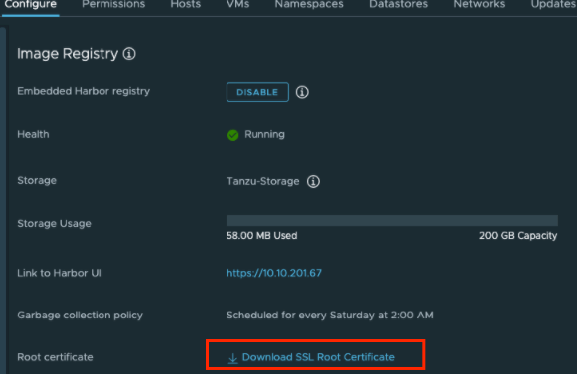 Configure Permissions Hosts VMs Namespaces Datastores Networks Updates
Image Registry
Embedded Harbor registry DISABLE
Health Running
Storage Tanzu-Storage
Storage Usage
58.00 MB Used 200 GB Capacity
Link to Harbor UI https://10.10.201.67
Garbage collection policy Scheduled for every Saturday at 2:00 AM
Root certificate Download SSL Root Certificate